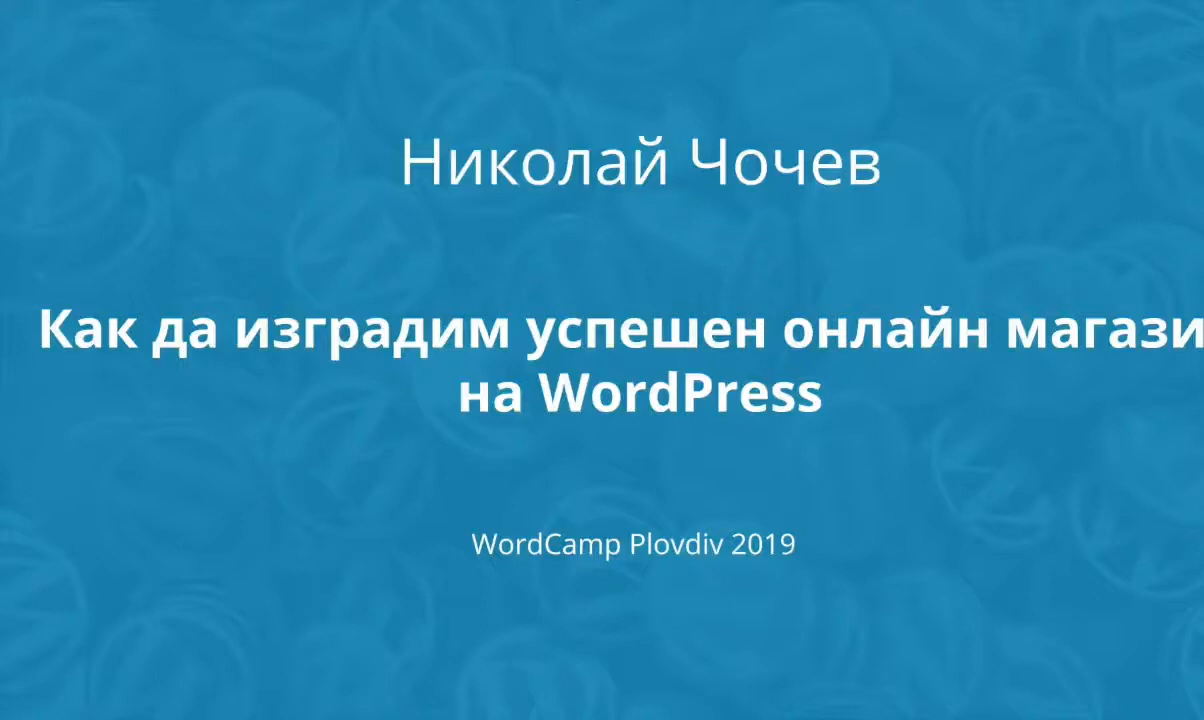 Николай Чочев
Как да изградим успешен онлайн магази
на WordPress
WordCamp Plovdiv 2019